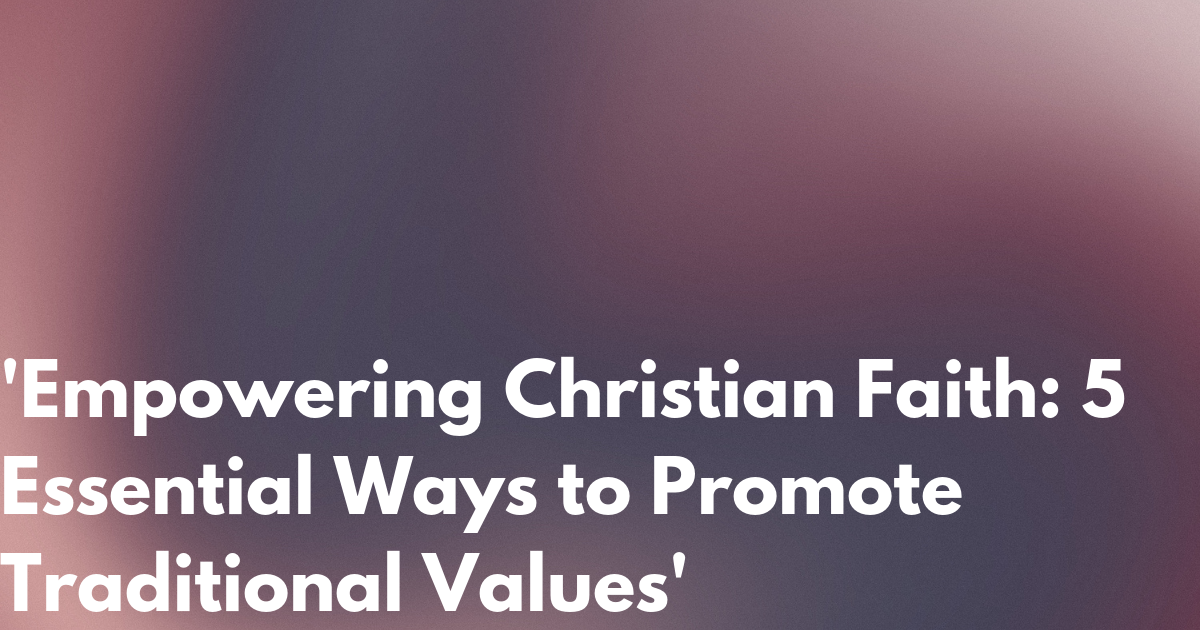 'Empowering Christian Faith: 5
Essential Ways to Promote
Traditional Values'